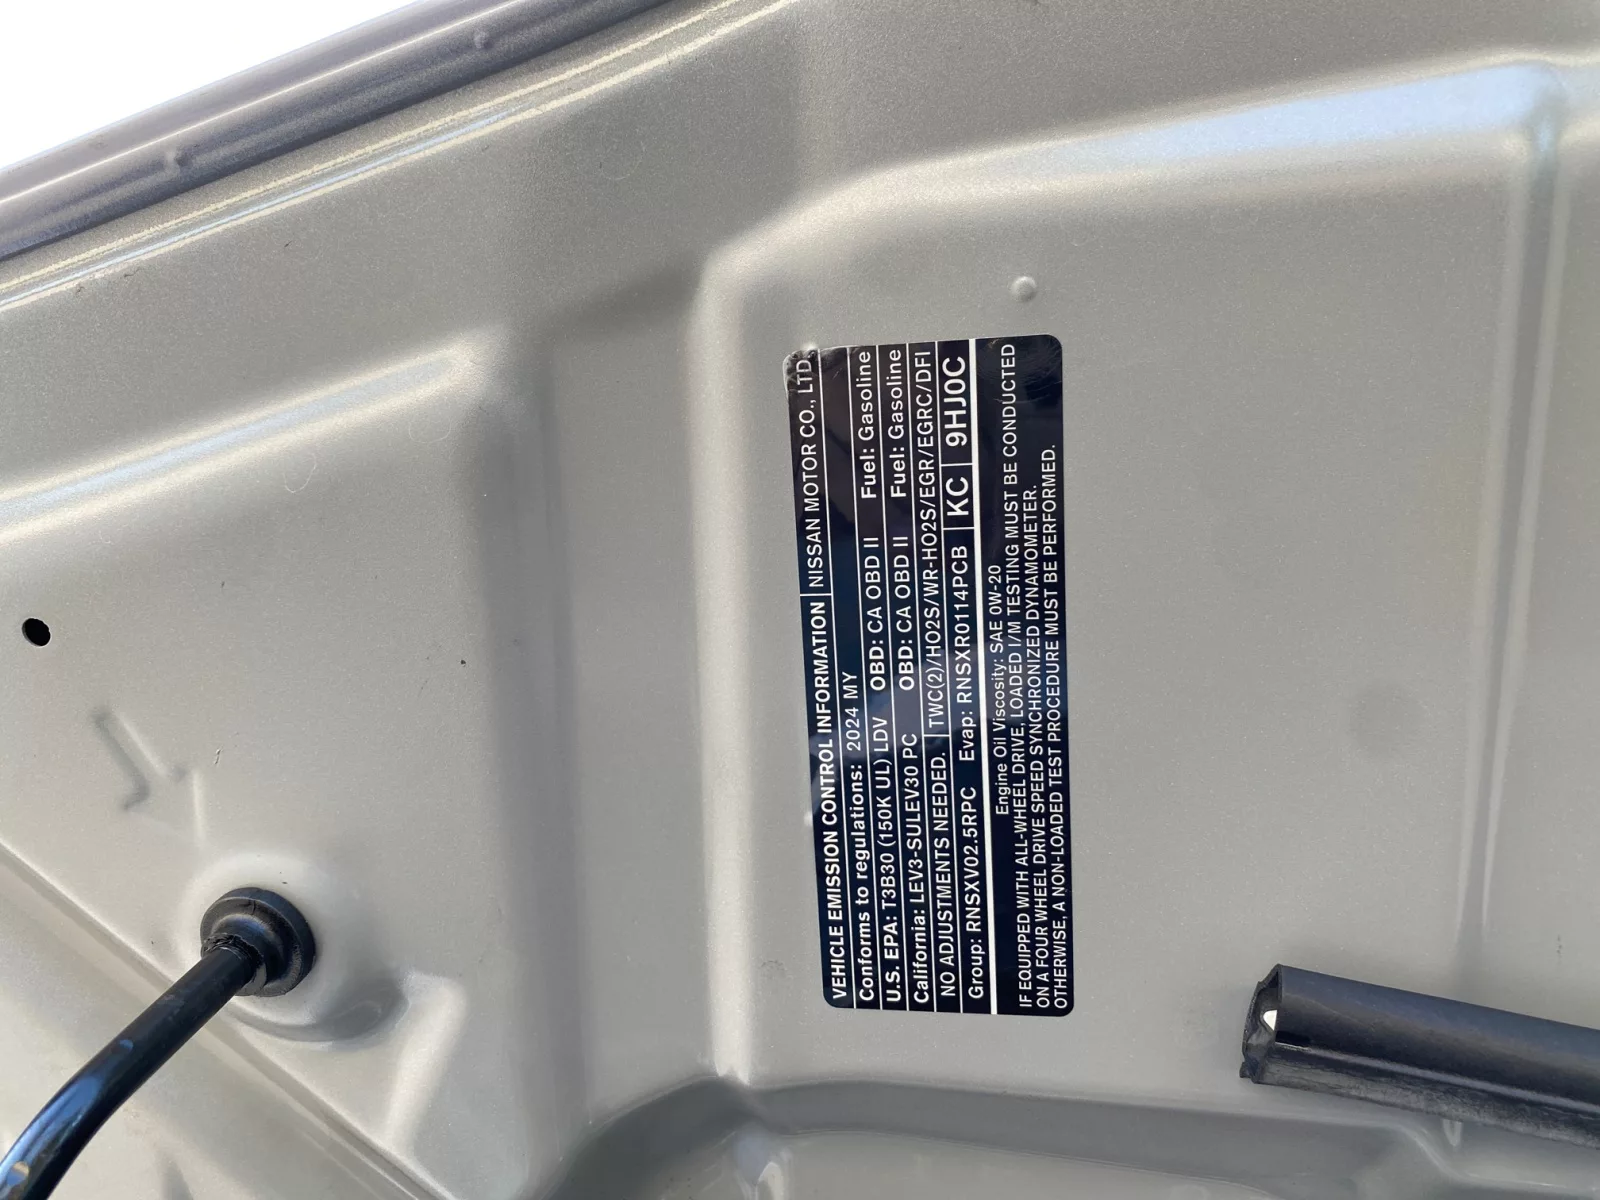 VEHICLE EMISSION CONTROL INFORMATION NISSAN MOTOR CO., LTD.
Conforms to regulations: 2024 MY
U.S. EPA: T3B30 (150K UL) LDV OBD: CA OBD II Fuel: Gasoline
California: LEV3-SULEV30 PC OBD: CA OBD II Fuel: Gasoline
NO ADJUSTMENTS NEEDED. TWC(2)/HO2S/WR-HO2S/EGR/EGRC/DFI
Group: RNSXV02.5RPC Evap: RNSXR0114PCB KC 9HJ0C
Engine Oil Viscosity: SAE 0W-20
IF EQUIPPED WITH ALL-WHEEL DRIVE, LOADED I/M TESTING MUST BE CONDUCTED
ON A FOUR WHEEL DRIVE SPEED SYNCHRONIZED DYNAMOMETER.
OTHERWISE, A NON-LOADED TEST PROCEDURE MUST BE PERFORMED.